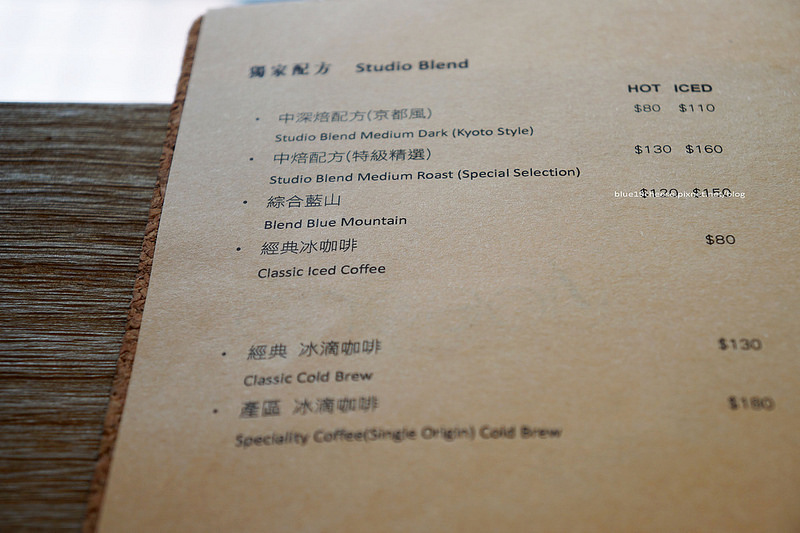 獨家配方 Studio Blend
HOT ICED
· 中深焙配方(京都風) $80 $110
Studio Blend Medium Dark (Kyoto Style)
· 中焙配方(特級精選) $130 $160
Studio Blend Medium Roast (Special Selection)
· 綜合藍山 $120 $150
Blend Blue Mountain
· 經典冰咖啡 $80
Classic Iced Coffee
· 經典 冰滴咖啡 $130
Classic Cold Brew
· 產區 冰滴咖啡 $180
Speciality Coffee(Single Origin) Cold Brew